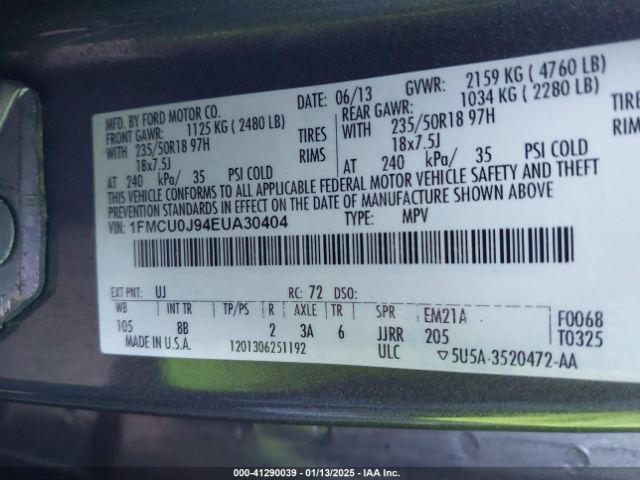 MFD. BY FORD MOTOR CO.
DATE: 06/13 GVWR: 2159 KG ( 4760 LB)
FRONT GAWR: 1125 KG ( 2480 LB) REAR GAWR: 1034 KG ( 2280 LB)
WITH 235/50R18 97H TIRES WITH 235/50R18 97H TIRE
18x7.5J RIMS 18x7.5J RIMS
AT 240 kPa/ 35 PSI COLD AT 240 kPa/ 35 PSI COLD
THIS VEHICLE CONFORMS TO ALL APPLICABLE FEDERAL MOTOR VEHICLE SAFETY AND THEFT
PREVENTION STANDARDS IN EFFECT ON THE DATE OF MANUFACTURE SHOWN ABOVE
VIN: 1FMCU0J94EUA30404 TYPE: MPV
EXT PNT: UJ RC: 72 DSO:
WB INT TR TP/PS R AXLE TR SPR EM21A F0068
105 8B 2 3A 6 JJRR 205 T0325
MADE IN U.S.A. 1201306251192 ULC ▽5U5A-3520472-AA
000-41290039 - 01/13/2025 - IAA Inc.